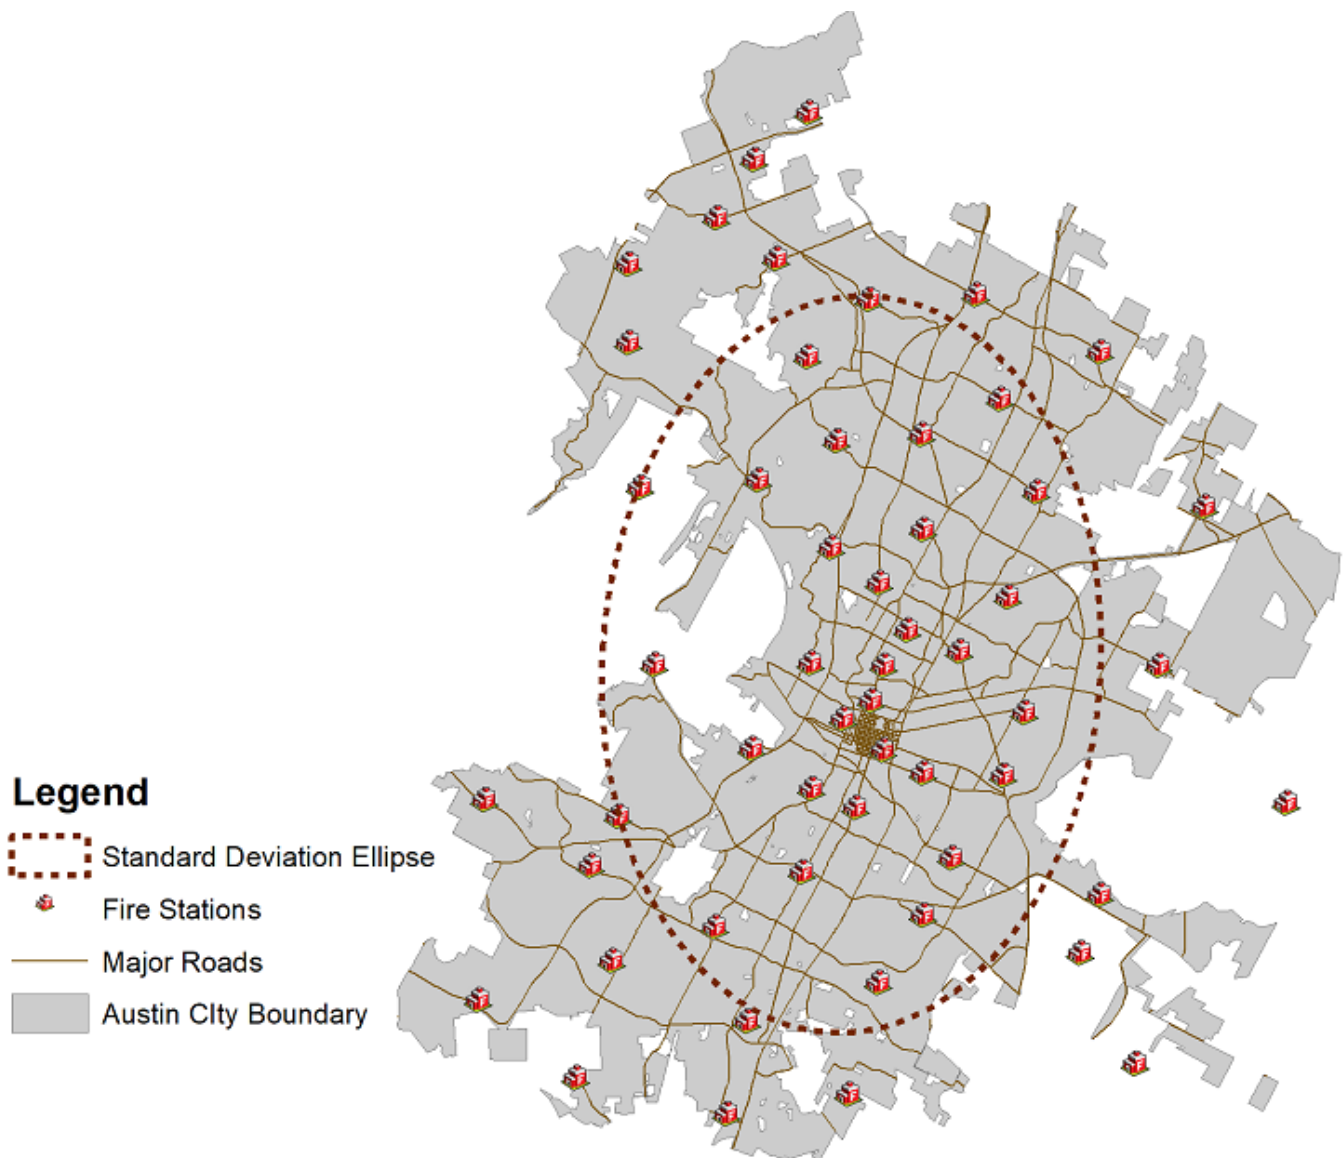 Legend
Standard Deviation Ellipse
Fire Stations
Major Roads
Austin CIty Boundary